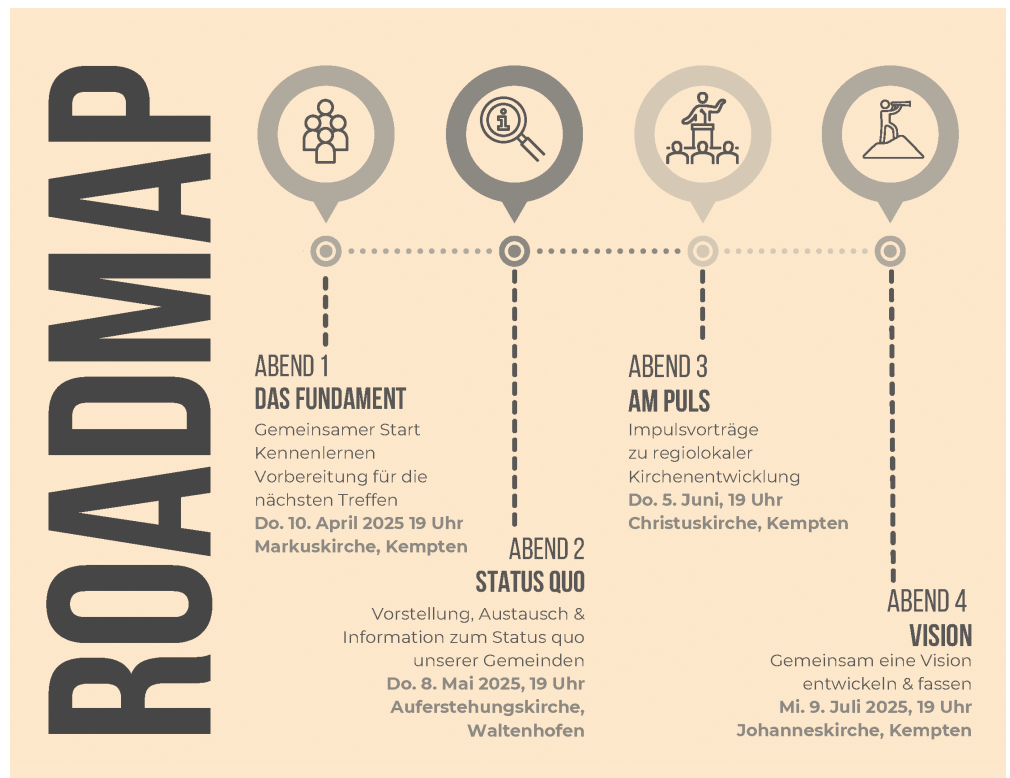 ROADMAP
i
ABEND 1
DAS FUNDAMENT
Gemeinsamer Start
Kennenlernen
Vorbereitung für die
nächsten Treffen
Do. 10. April 2025 19 Uhr
Markuskirche, Kempten
ABEND 2
STATUS QUO
Vorstellung, Austausch &
Information zum Status quo
unserer Gemeinden
Do. 8. Mai 2025, 19 Uhr
Auferstehungskirche,
Waltenhofen
ABEND 3
AM PULS
Impulsvorträge
zu regiolokaler
Kirchenentwicklung
Do. 5. Juni, 19 Uhr
Christuskirche, Kempten
ABEND 4
VISION
Gemeinsam eine Vision
entwickeln & fassen
Mi. 9. Juli 2025, 19 Uhr
Johanneskirche, Kempten